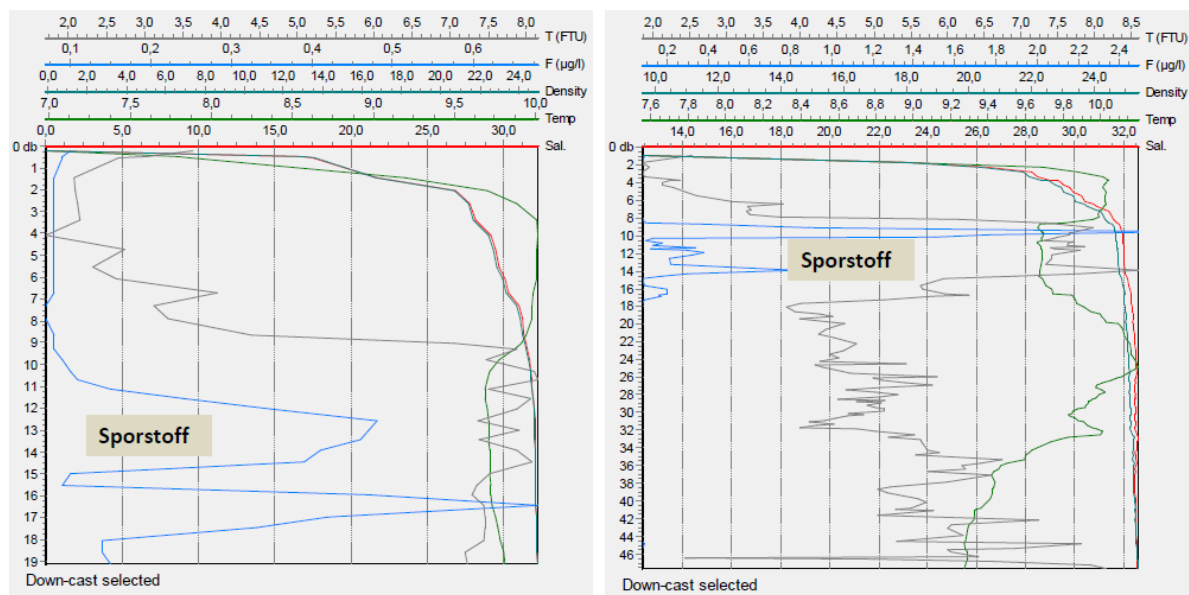 2,0 2,5 3,0 3,5 4,0 4,5 5,0 5,5 6,0 6,5 7,0 7,5 8,0
T (FTU)
0,1 0,2 0,3 0,4 0,5 0,6
F (µg/l)
0,0 2,0 4,0 6,0 8,0 10,0 12,0 14,0 16,0 18,0 20,0 22,0 24,0
Density
7,0 7,5 8,0 8,5 9,0 9,5 10,0
Temp
0,0 5,0 10,0 15,0 20,0 25,0 30,0
Sal.
0 db
1
2
3
4
5
6
7
8
9
10
11
12
13
14
15
16
17
18
19
Sporstoff
Down-cast selected
2,0 2,5 3,0 3,5 4,0 4,5 5,0 5,5 6,0 6,5 7,0 7,5 8,0 8,5
T (FTU)
0,2 0,4 0,6 0,8 1,0 1,2 1,4 1,6 1,8 2,0 2,2 2,4
F (µg/l)
10,0 12,0 14,0 16,0 18,0 20,0 22,0 24,0
Density
7,6 7,8 8,0 8,2 8,4 8,6 8,8 9,0 9,2 9,4 9,6 9,8 10,0
Temp
14,0 16,0 18,0 20,0 22,0 24,0 26,0 28,0 30,0 32,0
Sal.
0 db
2
4
6
8
10
12
14
16
18
20
22
24
26
28
30
32
34
36
38
40
42
44
46
Sporstoff
Down-cast selected